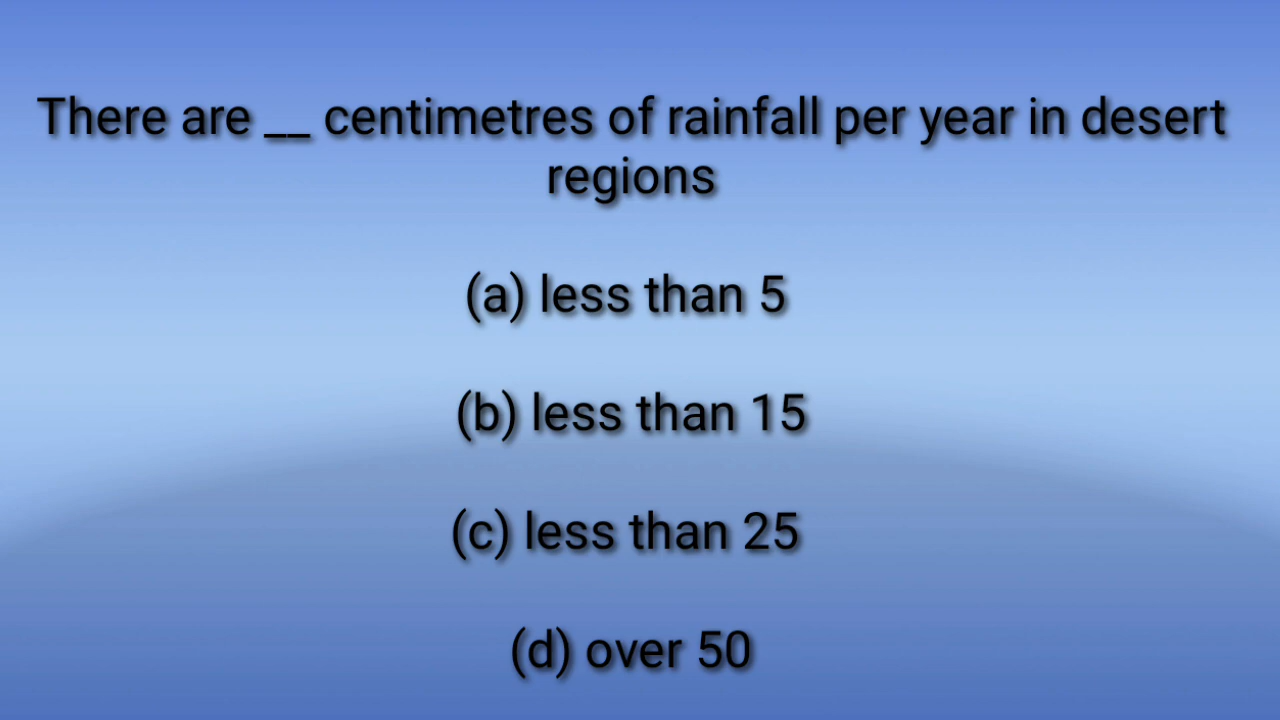 There are __ centimetres of rainfall per year in desert
regions
(a) less than 5
(b) less than 15
(c) less than 25
(d) over 50